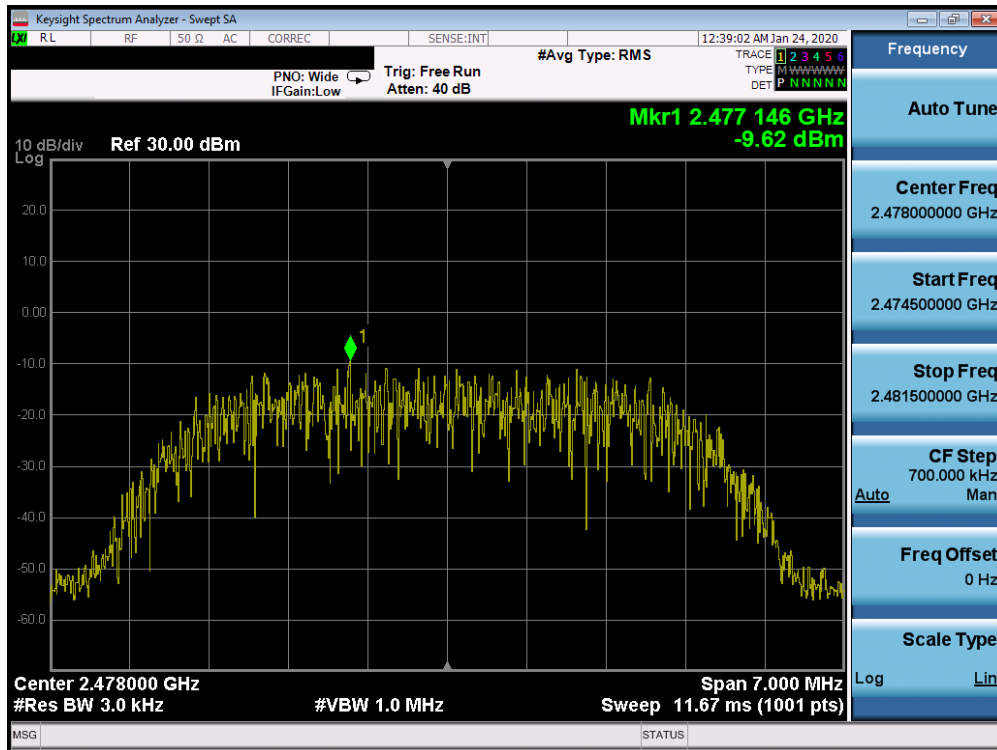 Keysight Spectrum Analyzer - Swept SA
LXI RL RF 50 Ω AC CORREC SENSE:INT 12:39:02 AM Jan 24, 2020
#Avg Type: RMS
TRACE 1 2 3 4 5 6
TYPE M WWWWW
DET P N N N N N
PNO: Wide
IFGain:Low
Trig: Free Run
Atten: 40 dB
Mkr1 2.477 146 GHz
-9.62 dBm
10 dB/div
Log
Ref 30.00 dBm
20.0
10.0
0.00
-10.0
-20.0
-30.0
-40.0
-50.0
-60.0
1
Center 2.478000 GHz
Span 7.000 MHz
#Res BW 3.0 kHz
#VBW 1.0 MHz
Sweep 11.67 ms (1001 pts)
MSG
STATUS
Frequency
Auto Tune
Center Freq
2.478000000 GHz
Start Freq
2.474500000 GHz
Stop Freq
2.481500000 GHz
CF Step
700.000 kHz
Auto Man
Freq Offset
0 Hz
Scale Type
Log Lin